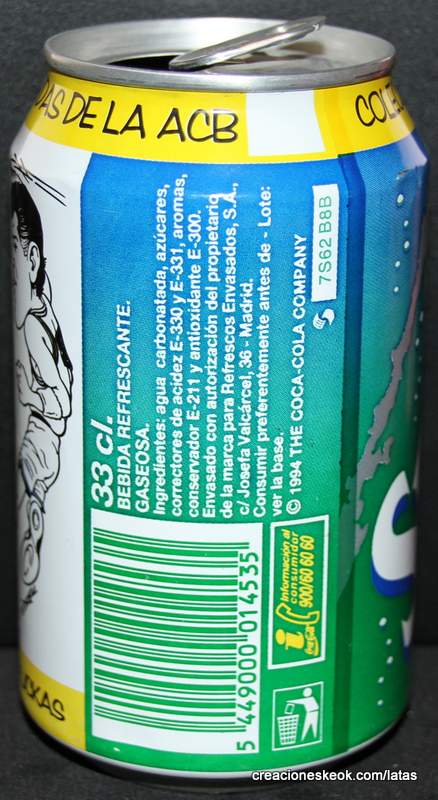 DAS DE LA ACB
COLE
33 cl.
BEBIDA REFRESCANTE.
GASEOSA.
Ingredientes: agua carbonatada, azúcares,
correctores de acidez E-330 y E-331, aromas,
conservador E-211 y antioxidante E-300.
Envasado con autorización del propietario
de la marca para Refrescos Envasados, S.A.,
c/ Josefa Valcárcel, 36 - Madrid.
Consumir preferentemente antes de - Lote:
ver la base.
© 1994 THE COCA-COLA COMPANY
7S62 B8B
5 449000 014535
Información al
consumidor
900/60 60 60
S
creacioneskeok.com/latas